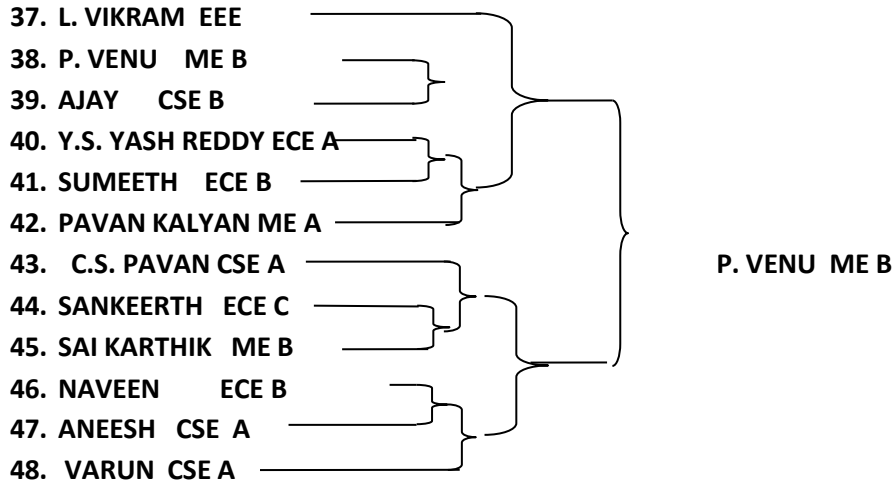 37. L. VIKRAM EEE
38. P. VENU ME B
39. AJAY CSE B
40. Y.S. YASH REDDY ECE A
41. SUMEETH ECE B
42. PAVAN KALYAN ME A
43. C.S. PAVAN CSE A
P. VENU ME B
44. SANKEERTH ECE C
45. SAI KARTHIK ME B
46. NAVEEN ECE B
47. ANEESH CSE A
48. VARUN CSE A